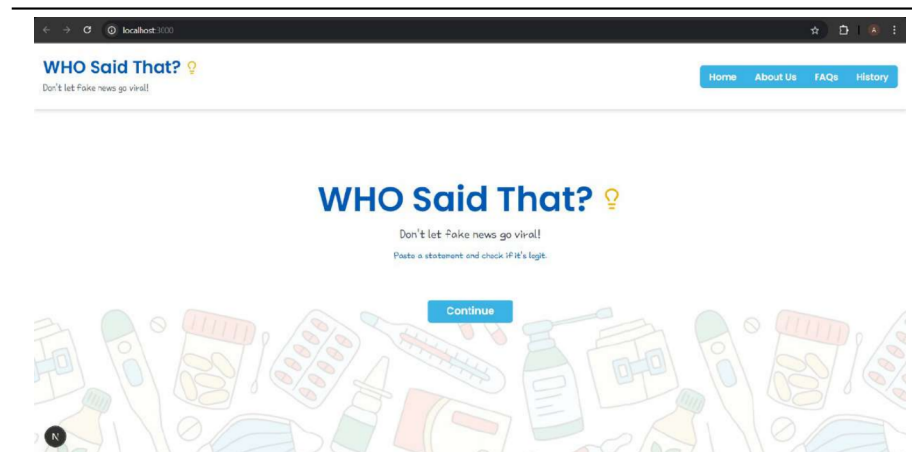 localhost:3000
A
WHO Said That?
Don't let fake news go viral!
Home About Us FAQs History
WHO Said That?
Don't let fake news go viral!
Paste a statement and check if it's legit.
Continue
N